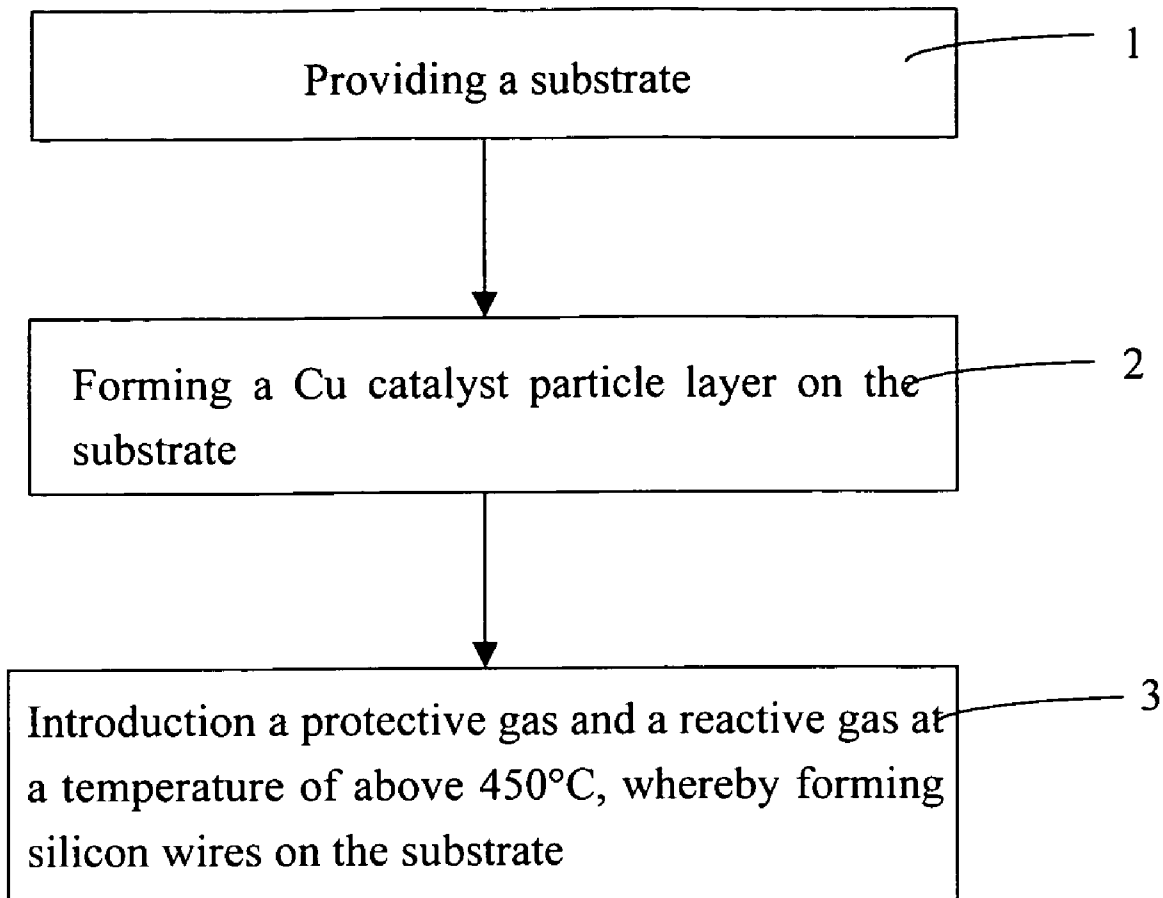 Providing a substrate
1
Forming a Cu catalyst particle layer on the
substrate
2
Introduction a protective gas and a reactive gas at
a temperature of above 450°C, whereby forming
silicon wires on the substrate
3